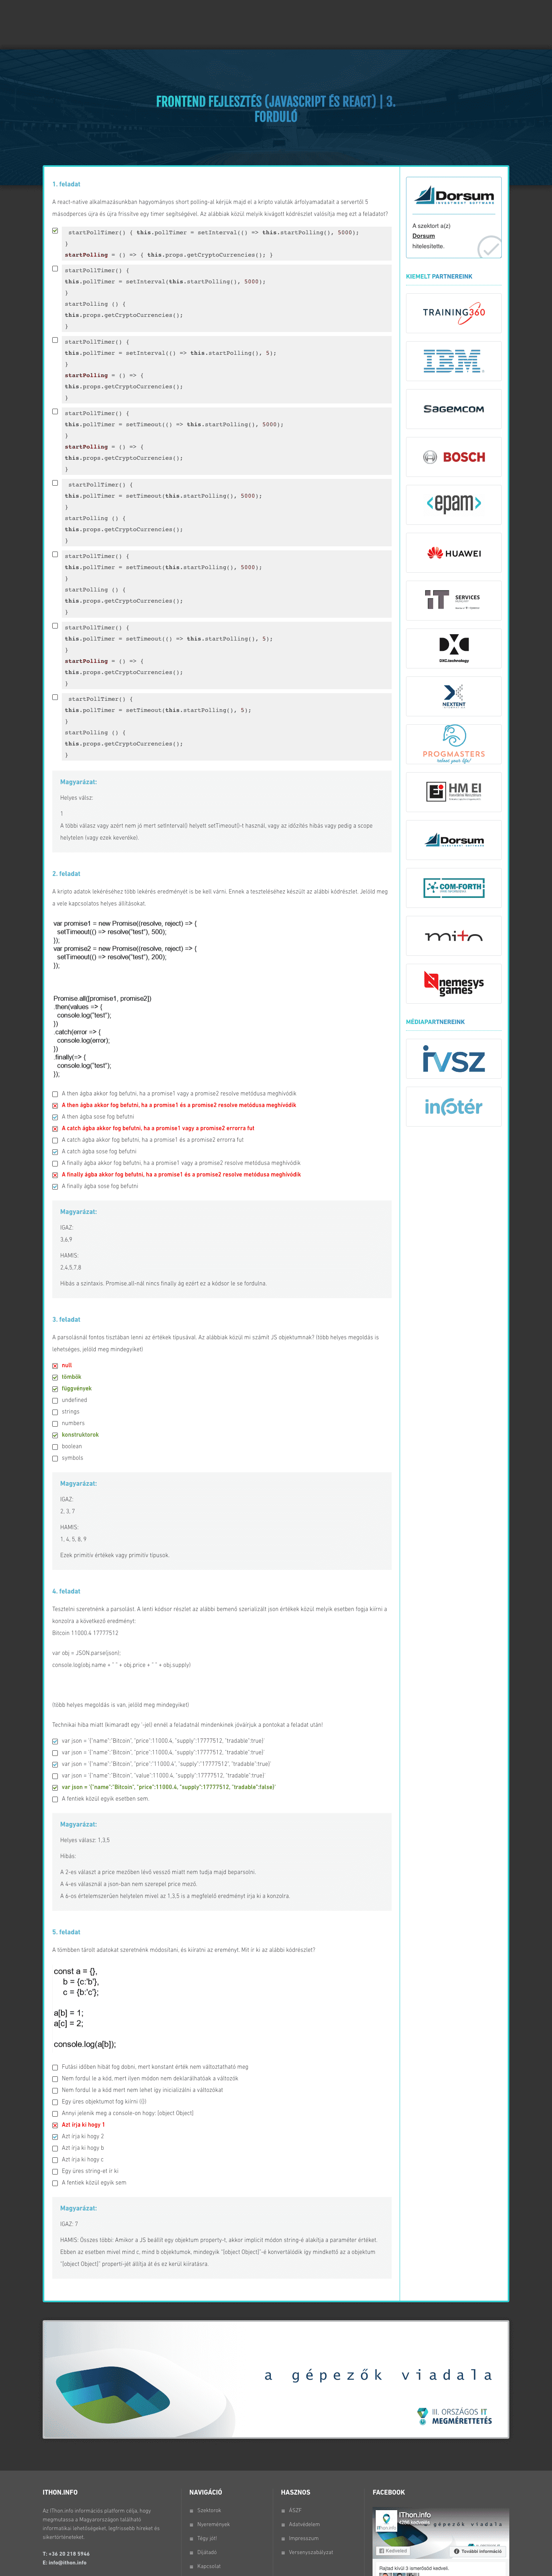 FRONTEND FEJLESZTÉS (JAVASCRIPT ÉS REACT) | 3.
FORDULÓ
1. feladat
A react-native alkalmazásunkban hagyományos short polling-al kérjük majd el a kripto valuták árfolyamadatait a servertől 5
másodperces újra és újra frissítve egy timer segítségével. Az alábbiak közül melyik kivágott kódrészlet valósítja meg ezt a feladatot?
startPollTimer() { this.pollTimer = setInterval(() => this.startPolling(), 5000);
}
startPolling = () => { this.props.getCryptoCurrencies(); }
startPollTimer() {
this.pollTimer = setInterval(this.startPolling(), 5000);
}
startPolling () {
this.props.getCryptoCurrencies();
}
startPollTimer() {
this.pollTimer = setInterval(() => this.startPolling(), 5);
}
startPolling = () => {
this.props.getCryptoCurrencies();
}
startPollTimer() {
this.pollTimer = setTimeout(() => this.startPolling(), 5000);
}
startPolling = () => {
this.props.getCryptoCurrencies();
}
startPollTimer() {
this.pollTimer = setTimeout(this.startPolling(), 5000);
}
startPolling () {
this.props.getCryptoCurrencies();
}
startPollTimer() {
this.pollTimer = setTimeout(this.startPolling(), 5000);
}
startPolling () {
this.props.getCryptoCurrencies();
}
startPollTimer() {
this.pollTimer = setTimeout(() => this.startPolling(), 5);
}
startPolling = () => {
this.props.getCryptoCurrencies();
}
startPollTimer() {
this.pollTimer = setTimeout(this.startPolling(), 5);
}
startPolling () {
this.props.getCryptoCurrencies();
}
Magyarázat:
Helyes válsz:
1
A többi válasz vagy azért nem jó mert setInterval() helyett setTimeout()-t használ, vagy az időzítés hibás vagy pedig a scope
helytelen (vagy ezek keveréke).
2. feladat
A kripto adatok lekéréséhez több lekérés eredményét is be kell várni. Ennek a teszteléséhez készült az alábbi kódrészlet. Jelöld meg
a vele kapcsolatos helyes állításokat.
var promise1 = new Promise((resolve, reject) => {
setTimeout(() => resolve("test"), 500);
});
var promise2 = new Promise((resolve, reject) => {
setTimeout(() => resolve("test"), 200);
});
Promise.all([promise1, promise2])
.then(values => {
console.log("test");
})
.catch(error => {
console.log(error);
})
.finally(=> {
console.log("test");
});
A then ágba akkor fog befutni, ha a promise1 vagy a promise2 resolve metódusa meghívódik
A then ágba akkor fog befutni, ha a promise1 és a promise2 resolve metódusa meghívódik
A then ágba sose fog befutni
A catch ágba akkor fog befutni, ha a promise1 vagy a promise2 errorra fut
A catch ágba akkor fog befutni, ha a promise1 és a promise2 errorra fut
A catch ágba sose fog befutni
A finally ágba akkor fog befutni, ha a promise1 vagy a promise2 resolve metódusa meghívódik
A finally ágba akkor fog befutni, ha a promise1 és a promise2 resolve metódusa meghívódik
A finally ágba sose fog befutni
Magyarázat:
IGAZ:
3,6,9
HAMIS:
2,4,5,7,8
Hibás a szintaxis. Promise.all-nál nincs finally ág ezért ez a kódsor le se fordulna.
3. feladat
A parsolásnál fontos tisztában lenni az értékek típusával. Az alábbiak közül mi számít JS objektumnak? (több helyes megoldás is
lehetséges, jelöld meg mindegyiket)
null
tömbök
függvények
undefined
strings
numbers
konstruktorok
boolean
symbols
Magyarázat:
IGAZ:
2, 3, 7
HAMIS:
1, 4, 5, 8, 9
Ezek primitív értékek vagy primitív típusok.
4. feladat
Tesztelni szeretnénk a parsolást. A lenti kódsor részlet az alábbi bemenő szerializált json értékek közül melyik esetben fogja kiírni a
konzolra a következő eredményt:
Bitcoin 11000.4 17777512
var obj = JSON.parse(json);
console.log(obj.name + " " + obj.price + " " + obj.supply)
(több helyes megoldás is van, jelöld meg mindegyiket)
Technikai hiba miatt (kimaradt egy ' -jel) ennél a feladatnál mindenkinek jóváírjuk a pontokat a feladat után!
var json = '{"name":"Bitcoin", "price":11000.4, "supply":17777512, "tradable":true}'
var json = '{"name":"Bitcoin", "price":11000,4, "supply":17777512, "tradable":true}'
var json = '{"name":"Bitcoin", "price":"11000.4", "supply":"17777512", "tradable":true}'
var json = '{"name":"Bitcoin", "value":11000.4, "supply":17777512, "tradable":true}'
var json = '{"name":"Bitcoin", "price":11000.4, "supply":17777512, "tradable":false}'
A fentiek közül egyik esetben sem.
Magyarázat:
Helyes válasz: 1,3,5
Hibás:
A 2-es választ a price mezőben lévő vessző miatt nem tudja majd beparsolni.
A 4-es válasznál a json-ban nem szerepel price mező.
A 6-os értelemszerűen helytelen mivel az 1,3,5 is a megfelelő eredményt írja ki a konzolra.
5. feladat
A tömbben tárolt adatokat szeretnénk módosítani, és kiíratni az ereményt. Mit ír ki az alábbi kódrészlet?
const a = {},
b = {c:'b'},
c = {b:'c'};
a[b] = 1;
a[c] = 2;
console.log(a[b]);
Futási időben hibát fog dobni, mert konstant érték nem változtatható meg
Nem fordul le a kód, mert ilyen módon nem deklarálhatóak a változók
Nem fordul le a kód mert nem lehet így inicializálni a változókat
Egy üres objektumot fog kiírni ({})
Annyi jelenik meg a console-on hogy: [object Object]
Azt írja ki hogy 1
Azt írja ki hogy 2
Azt írja ki hogy b
Azt írja ki hogy c
Egy üres string-et ír ki
A fentiek közül egyik sem
Magyarázat:
IGAZ: 7
HAMIS: Összes többi: Amikor a JS beállít egy objektum property-t, akkor implicit módon string-é alakítja a paraméter értéket.
Ebben az esetben mivel mind c, mind b objektumok, mindegyik "[object Object]"-é konvertálódik így mindkettő az a objektum
"[object Object]" properti-jét állítja át és ez kerül kiíratásra.
Dorsum
INVESTMENT SOFTWARE
A szektort a(z)
Dorsum
hitelesítette.
KIEMELT PARTNEREINK
TRAINING360
IBM
SAGEMCOM
BOSCH
<epam>
HUAWEI
iT SERVICES
DXC.technology
NEXTENT
PROGMASTERS
talent your life!
HM EI
Dorsum
COM-FORTH
mito
nemesys
games
MÉDIAPARTNEREINK
IVSZ
infotér
a gépezők viadala
III. ORSZÁGOS IT
MEGMÉRETTETÉS
ITHON.INFO
Az IThon.info információs platform célja, hogy
megmutassa a Magyarországon található
informatikai lehetőségeket, legfrissebb híreket és
sikertörténeteket.
T: +36 20 218 5946
E: info@ithon.info
NAVIGÁCIÓ
Szektorok
Nyeremények
Tégy jót!
Díjátadó
Kapcsolat
HASZNOS
ÁSZF
Adatvédelem
Impresszum
Versenyszabályzat
FACEBOOK
IThon.info
a gépezők viadala
Kedveled
További információ
Rajtad kívül 3 ismerősöd kedveli.